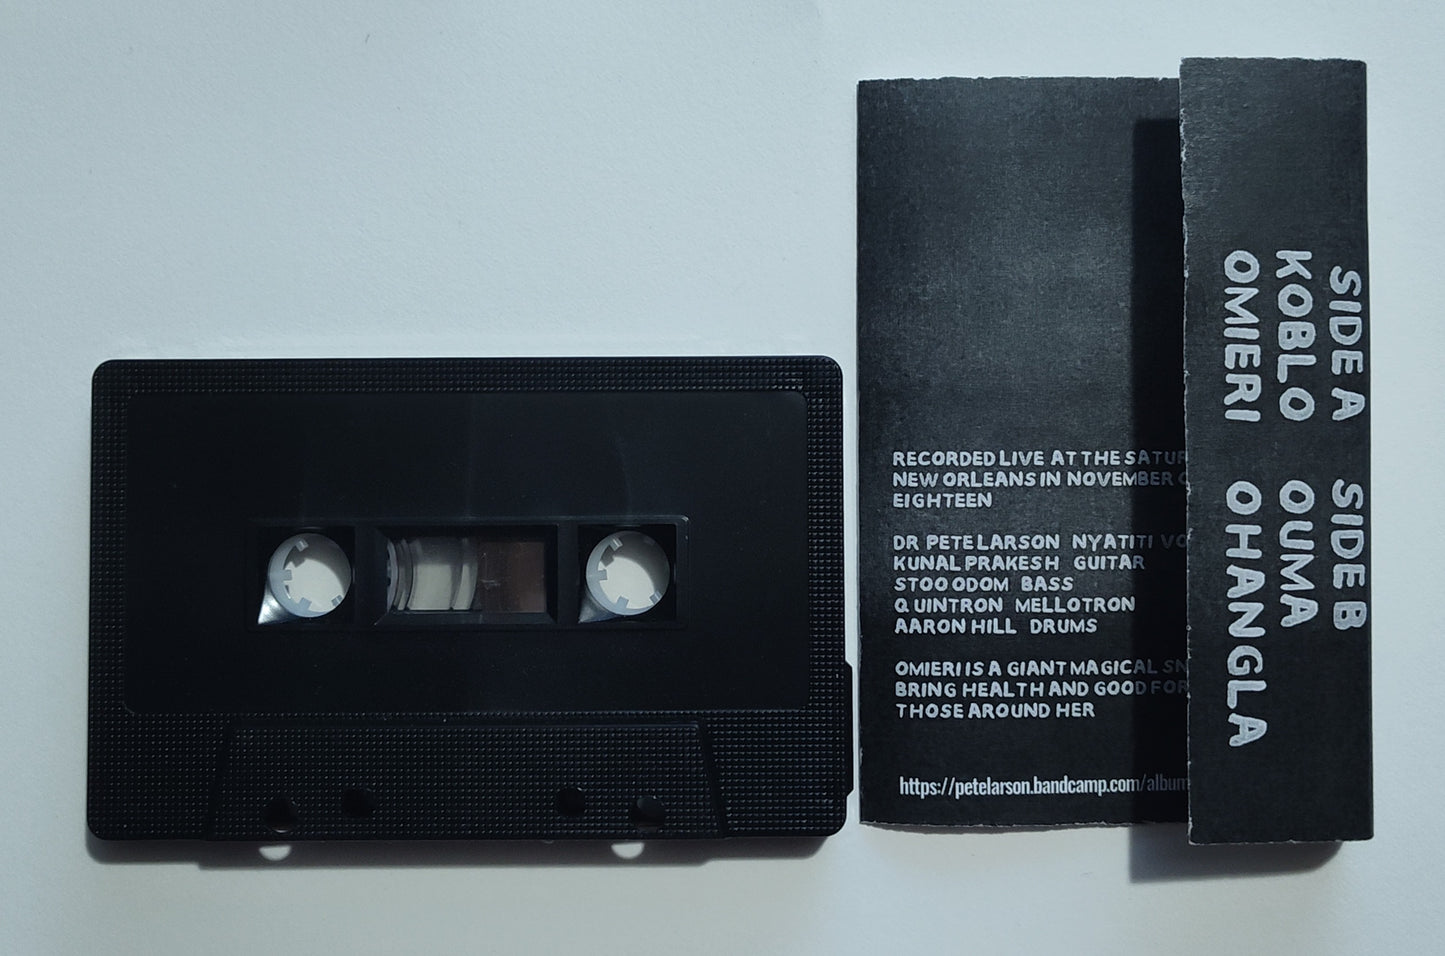 RECORDED LIVE AT THE
NEW ORLEANS IN NOVEMBER
EIGHTEEN
DR PETE LARSON NYATITI
KUNAL PRAKESH GUITAR
STOO ODOM BASS
QUINTRON MELLOTRON
AARON HILL DRUMS
OMIERI IS A GIANT MAGICAL
BRING HEALTH AND GOOD
THOSE AROUND HER
https://petelarson.bandcamp.com/album
SIDE A
KOBLO
OMIERI
SIDE B
OUMA
OHANGLA